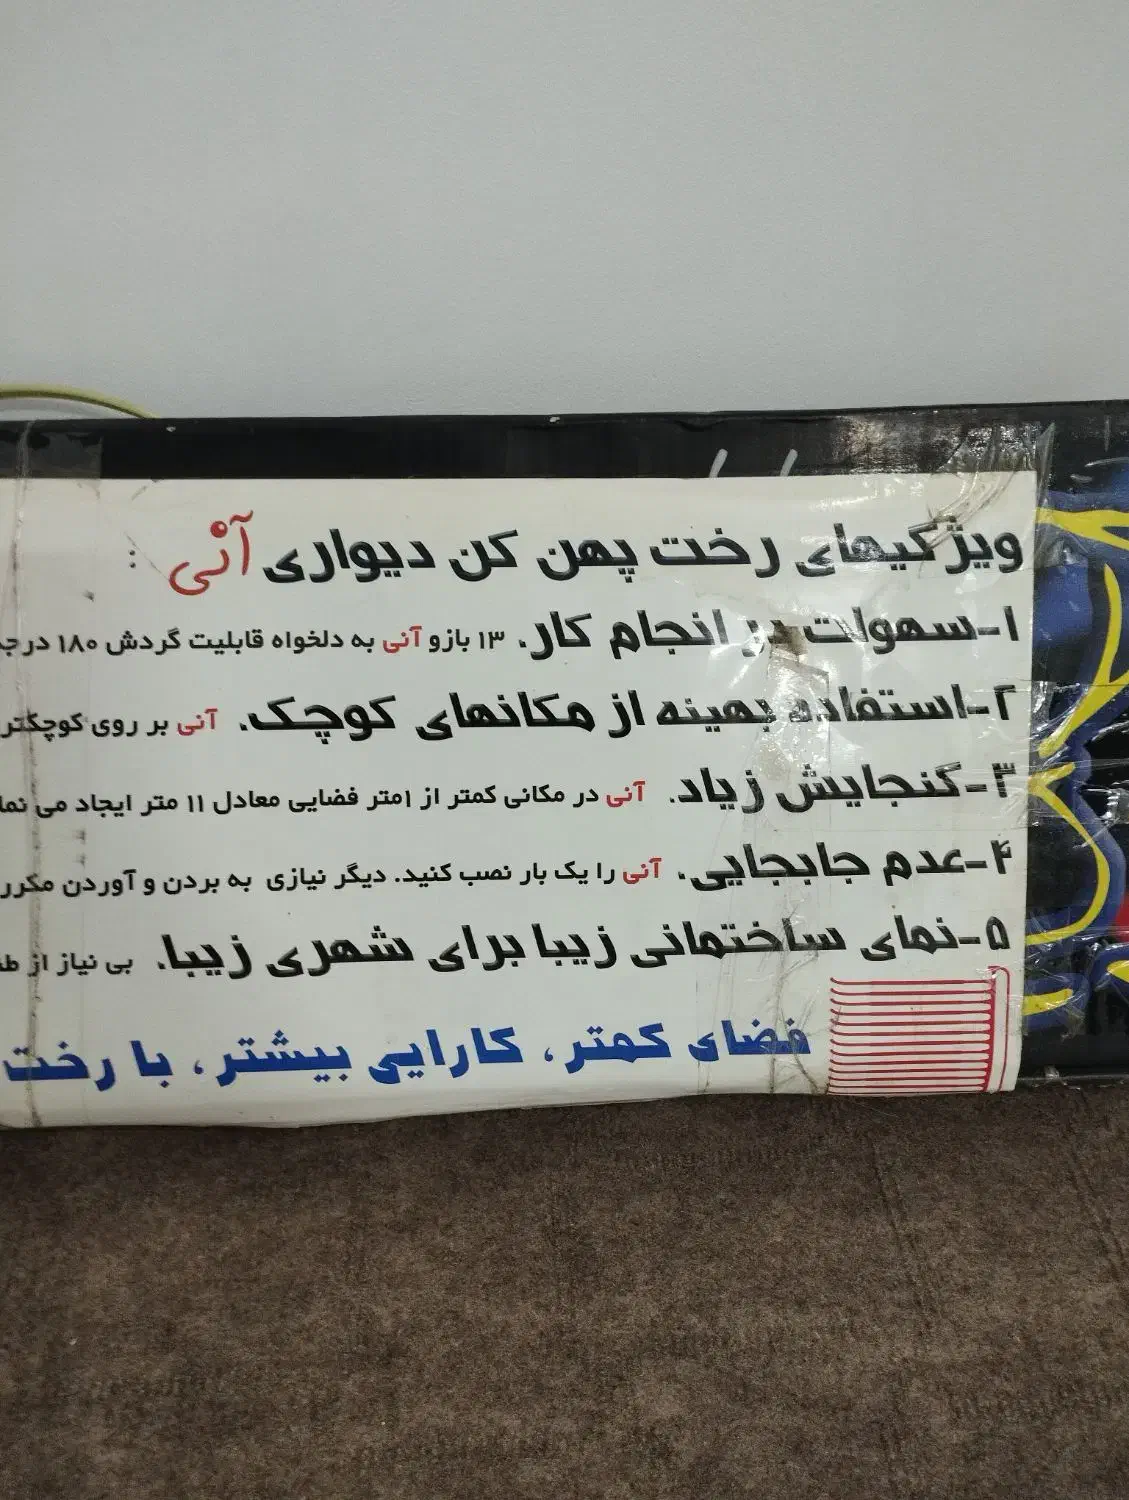 ویژگیهای رخت پهن کن دیواری آنی :
۱-سهولت در انجام کار. ۱۳ بازو آنی به دلخواه قابلیت گردش ۱۸۰
۲-استفاده بهینه از مکانهای کوچک. آنی بر روی کوچکتر
۳-گنجایش زیاد. آنی در مکانی کمتر از ۱متر فضایی معادل ۱۱ متر ایجاد می
۴-عدم جابجایی. آنی را یک بار نصب کنید. دیگر نیازی به بردن و آوردن مکرر
۵-نمای ساختمانی زیبا برای شهری زیبا. بی نیاز از
فضای کمتر، کارایی بیشتر، با رخت